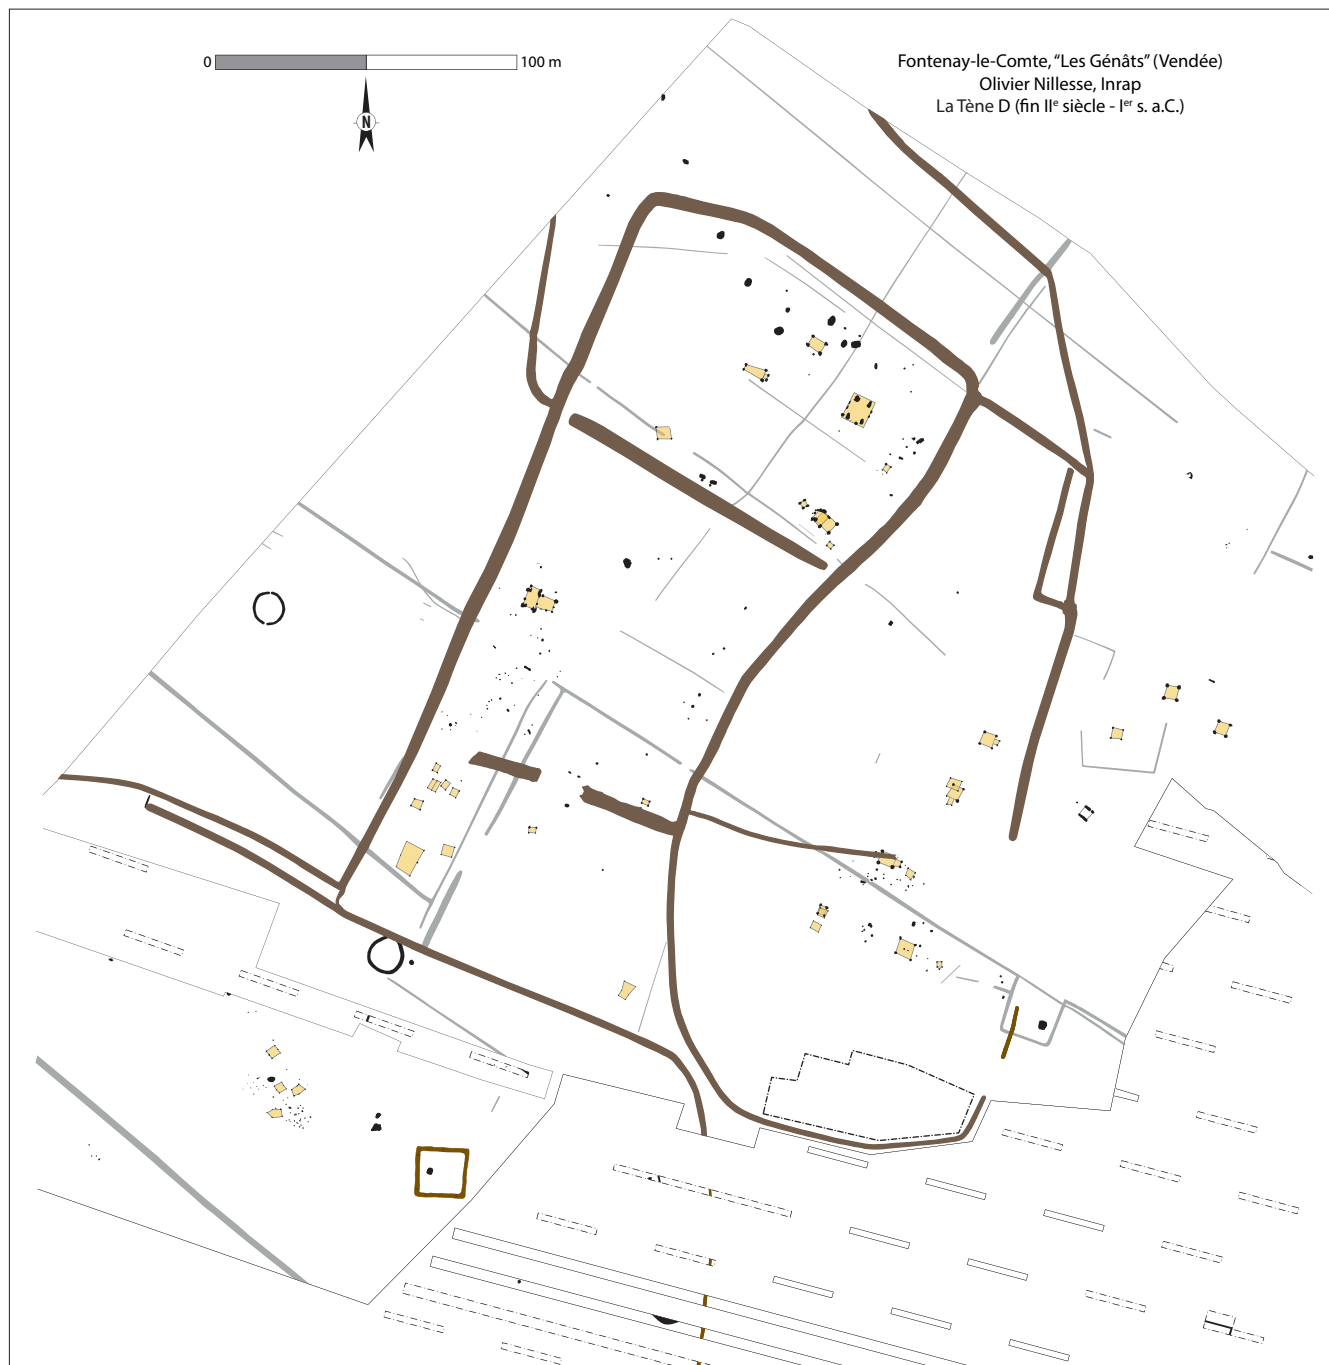 0 100 m
N
Fontenay-le-Comte, “Les Génâts” (Vendée)
Olivier Nillesse, Inrap
La Tène D (fin IIe siècle - Ier s. a.C.)